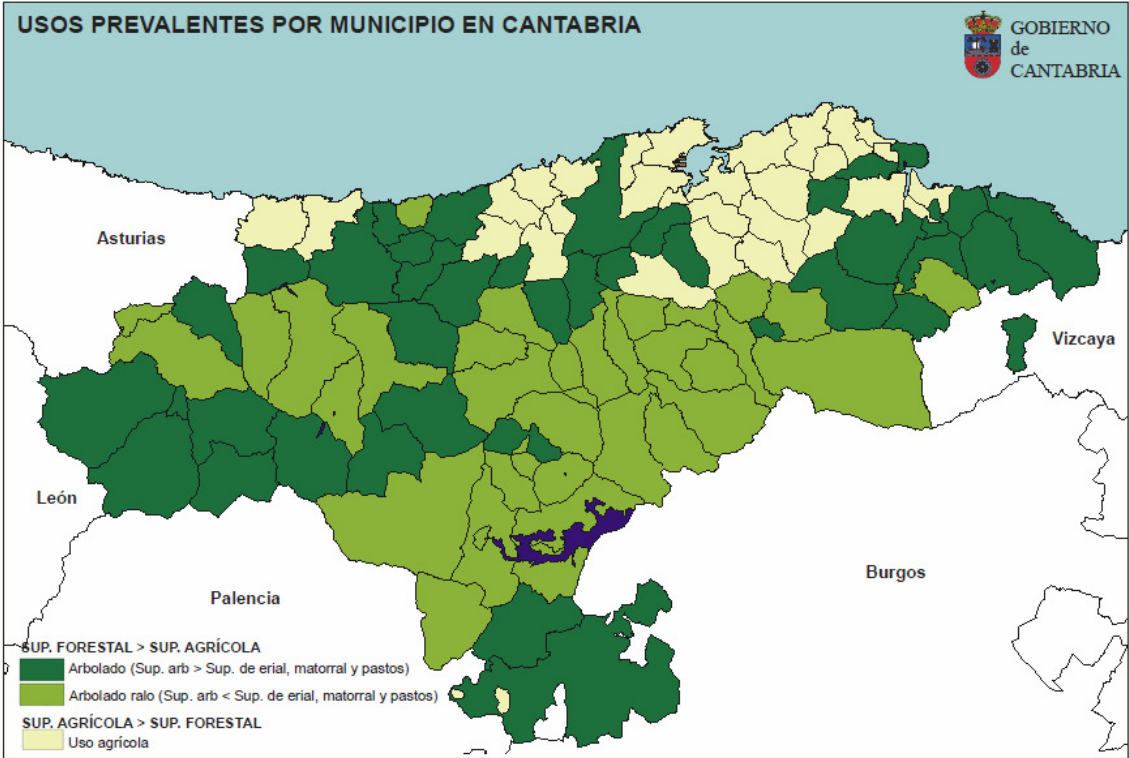 USOS PREVALENTES POR MUNICIPIO EN CANTABRIA
GOBIERNO
de
CANTABRIA
Asturias
Vizcaya
León
Burgos
Palencia
SUP. FORESTAL > SUP. AGRÍCOLA
Arbolado (Sup. arb > Sup. de erial, matorral y pastos)
Arbolado ralo (Sup. arb < Sup. de erial, matorral y pastos)
SUP. AGRÍCOLA > SUP. FORESTAL
Uso agrícola